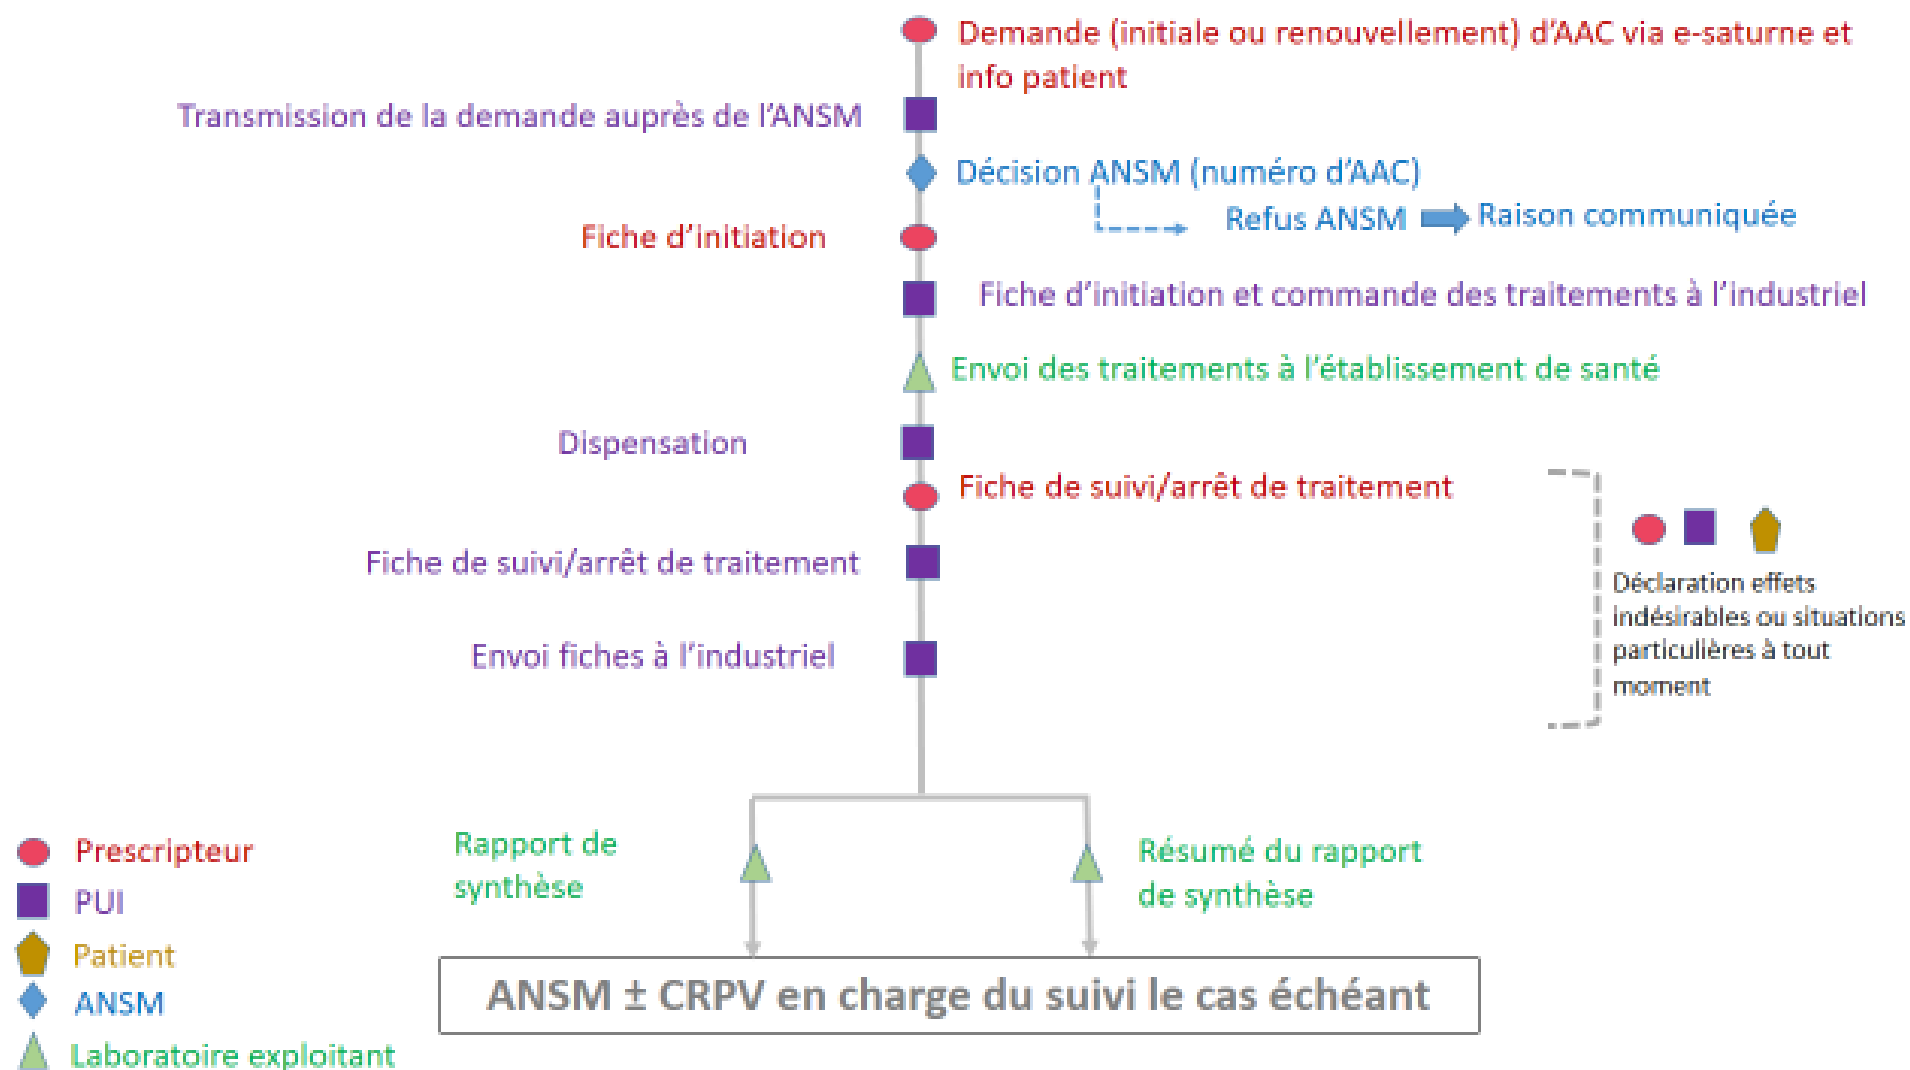 Demande (initiale ou renouvellement) d'AAC via e-saturne et
info patient
Transmission de la demande auprès de l'ANSM
Décision ANSM (numéro d'AAC)
Refus ANSM
Raison communiquée
Fiche d'initiation
Fiche d'initiation et commande des traitements à l'industriel
Envoi des traitements à l'établissement de santé
Dispensation
Fiche de suivi/arrêt de traitement
Fiche de suivi/arrêt de traitement
Envoi fiches à l'industriel
Déclaration effets
indésirables ou situations
particulières à tout
moment
Rapport de
synthèse
Résumé du rapport
de synthèse
ANSM ± CRPV en charge du suivi le cas échéant
Prescripteur
PUI
Patient
ANSM
Laboratoire exploitant